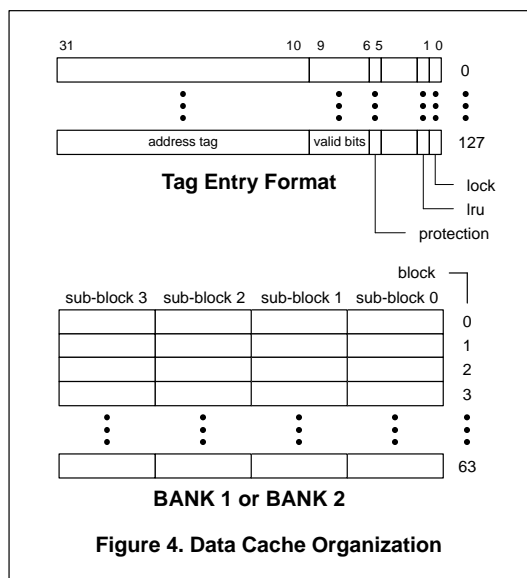 31 10 9 6 5 1 0
0
address tag valid bits 127
Tag Entry Format
lock
lru
protection
block
sub-block 3 sub-block 2 sub-block 1 sub-block 0
0
1
2
3
63
BANK 1 or BANK 2
Figure 4. Data Cache Organization